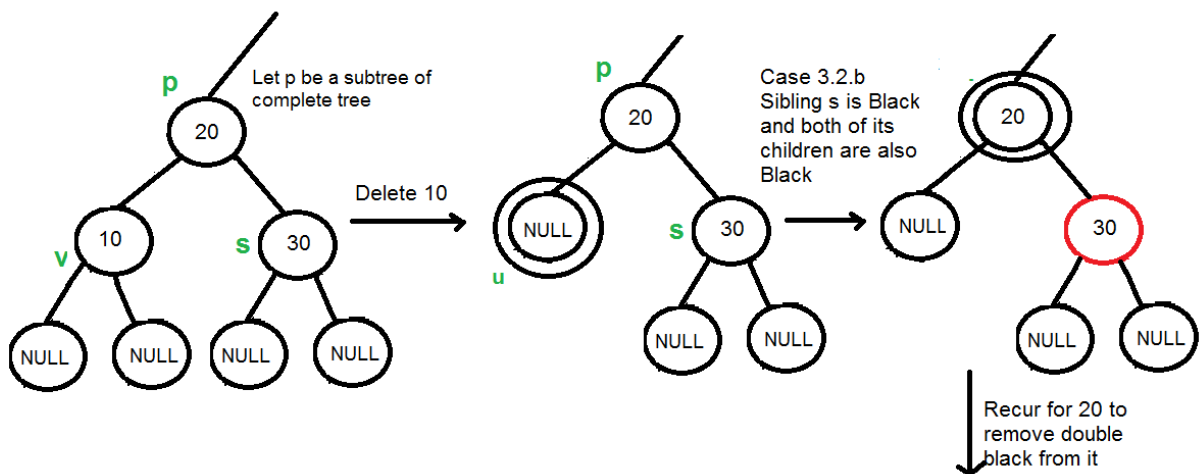 p
Let p be a subtree of
complete tree
20
10
v
s
30
NULL
NULL
NULL
NULL
Delete 10
p
20
NULL
u
s
30
NULL
NULL
Case 3.2.b
Sibling s is Black
and both of its
children are also
Black
20
NULL
30
NULL
NULL
Recur for 20 to
remove double
black from it